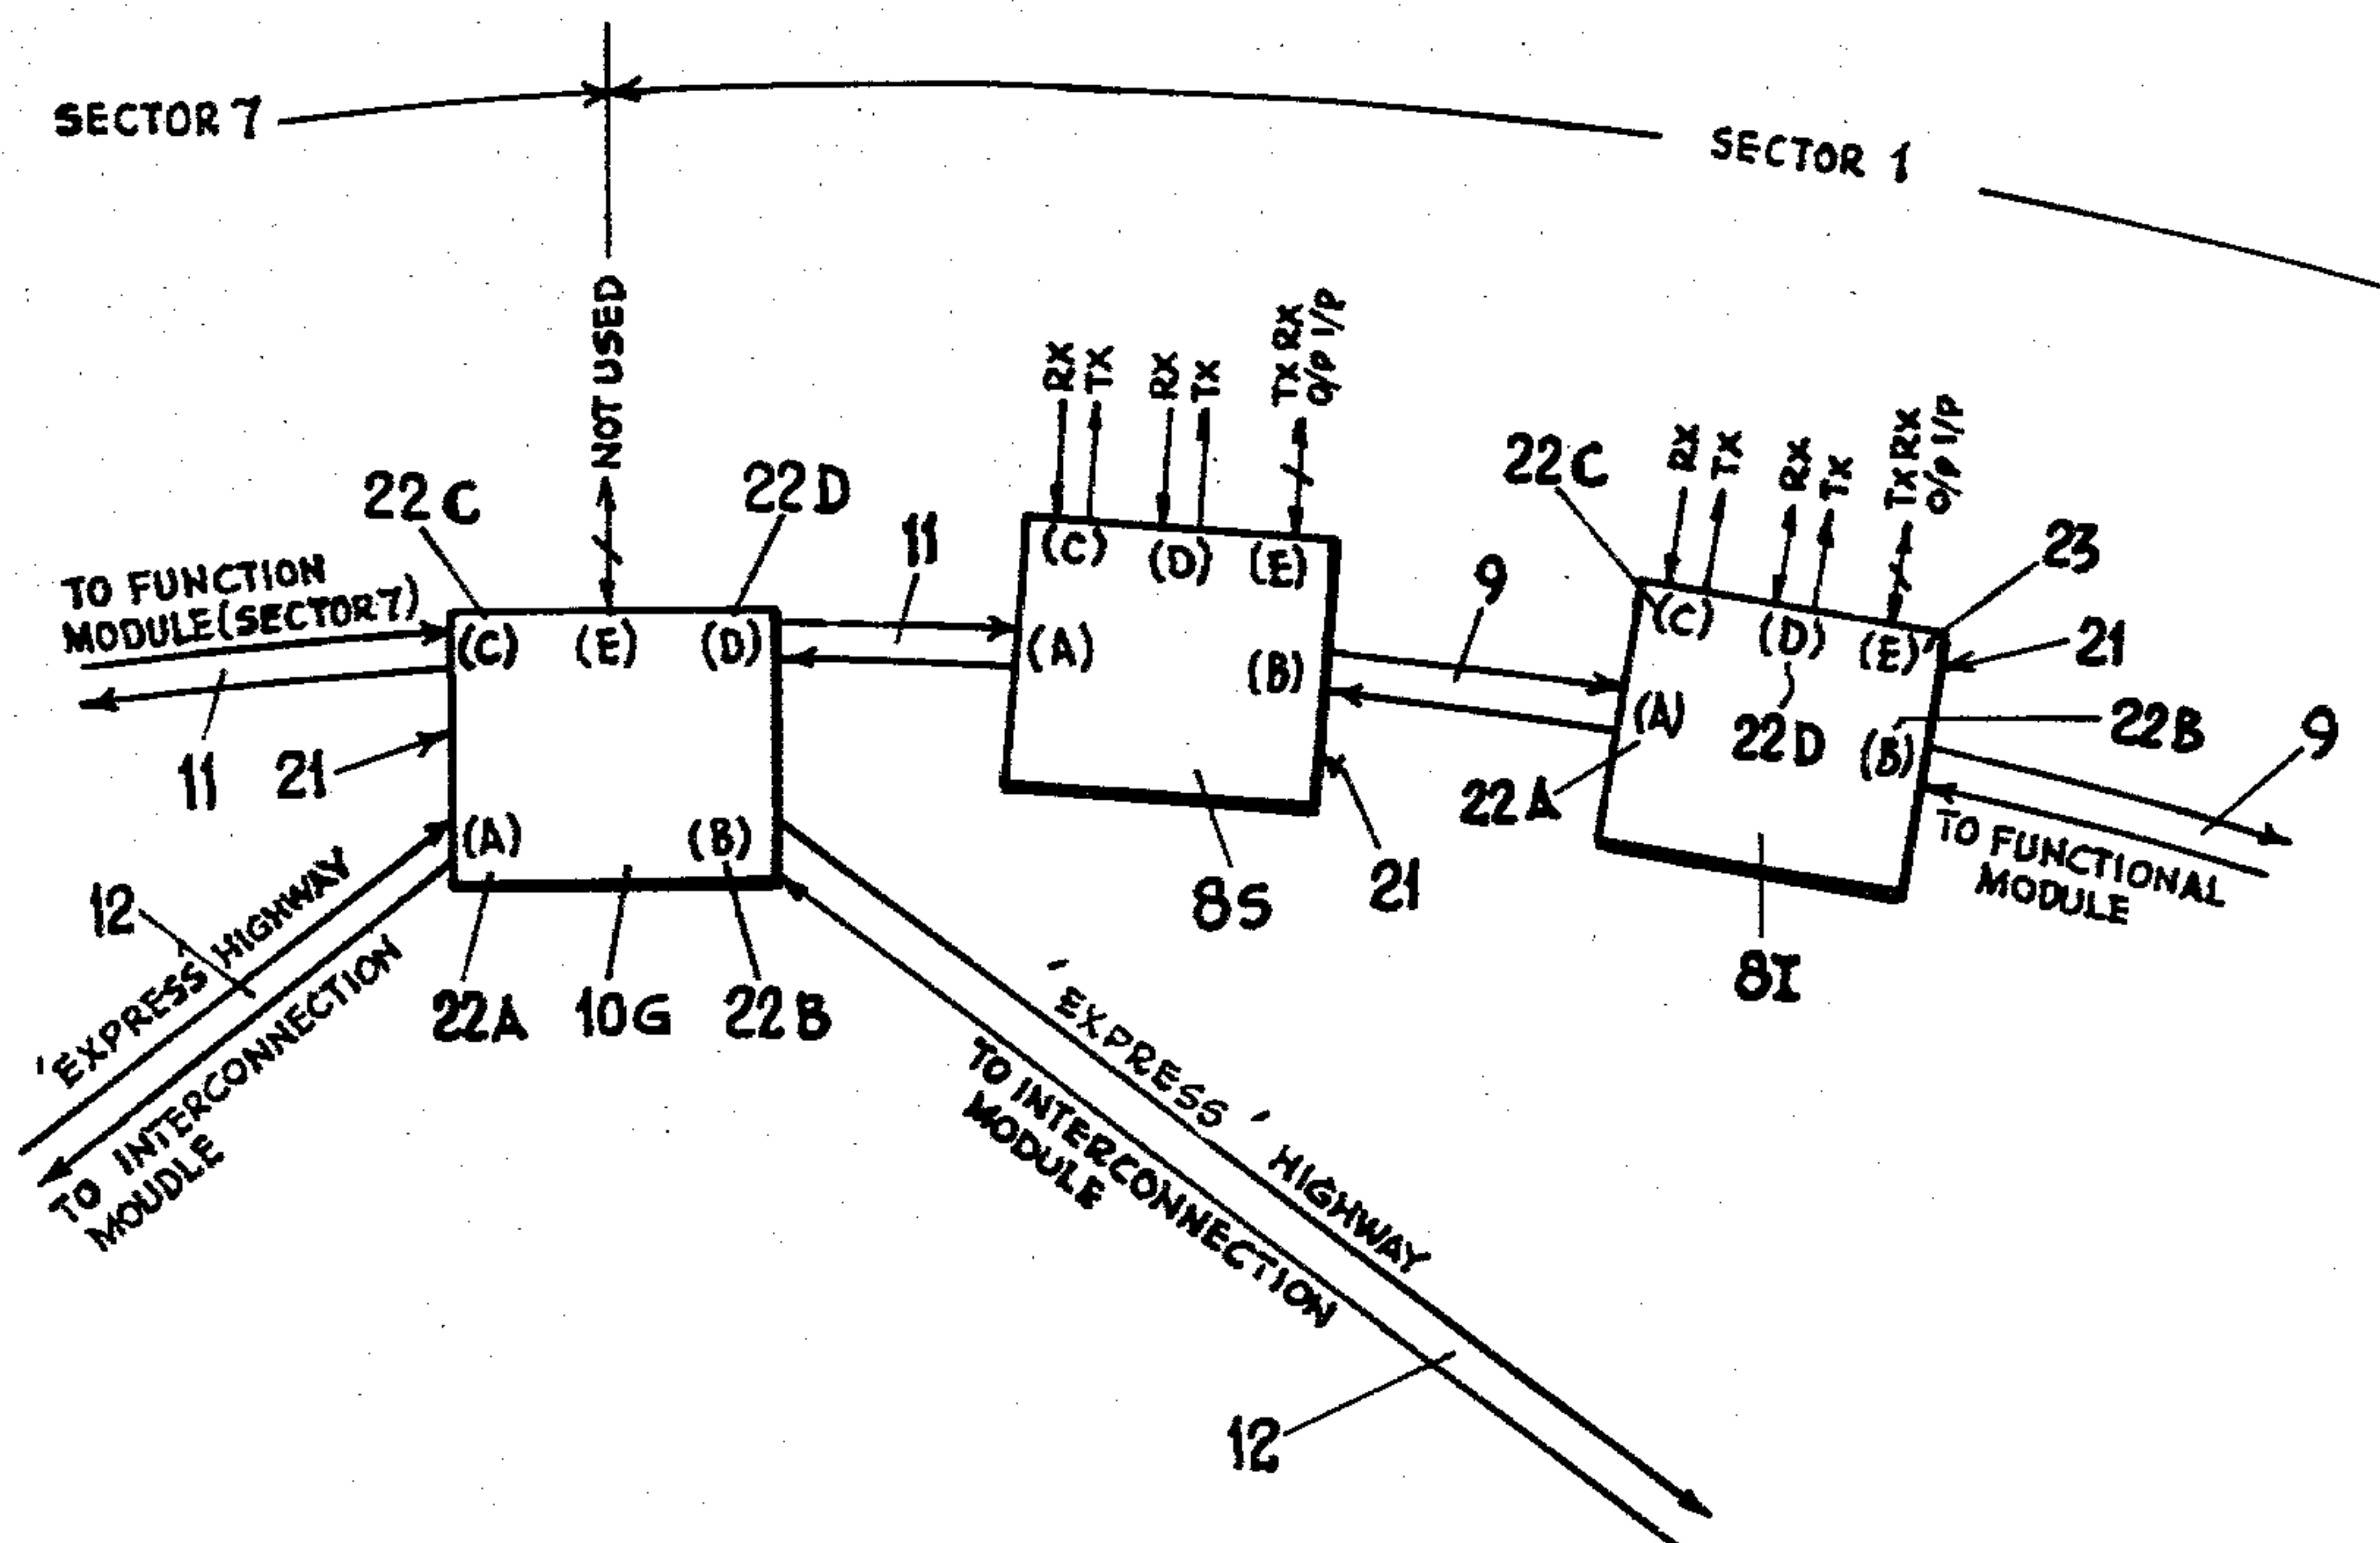 SECTOR 7
SECTOR 1
NOT USED
RX
TX
RX
TX
TX RX
O/P I/P
RX
TX
RX
TX
TX RX
O/P I/P
22C
22D
11
22C
9
23
21
22B
9
TO FUNCTION
MODULE (SECTOR 7)
(C)
(E)
(D)
(C)
(D)
(E)
(C)
(D)
(E)
(A)
(B)
(A)
22D
(B)
22A
11
21
(A)
(B)
8S
21
TO FUNCTIONAL
MODULE
8I
12
22A
10G
22B
'EXPRESS' HIGHWAY
TO INTERCONNECTION
MOUDLE
'EXPRESS' HIGHWAY
TO INTERCONNECTION
MODULE
12